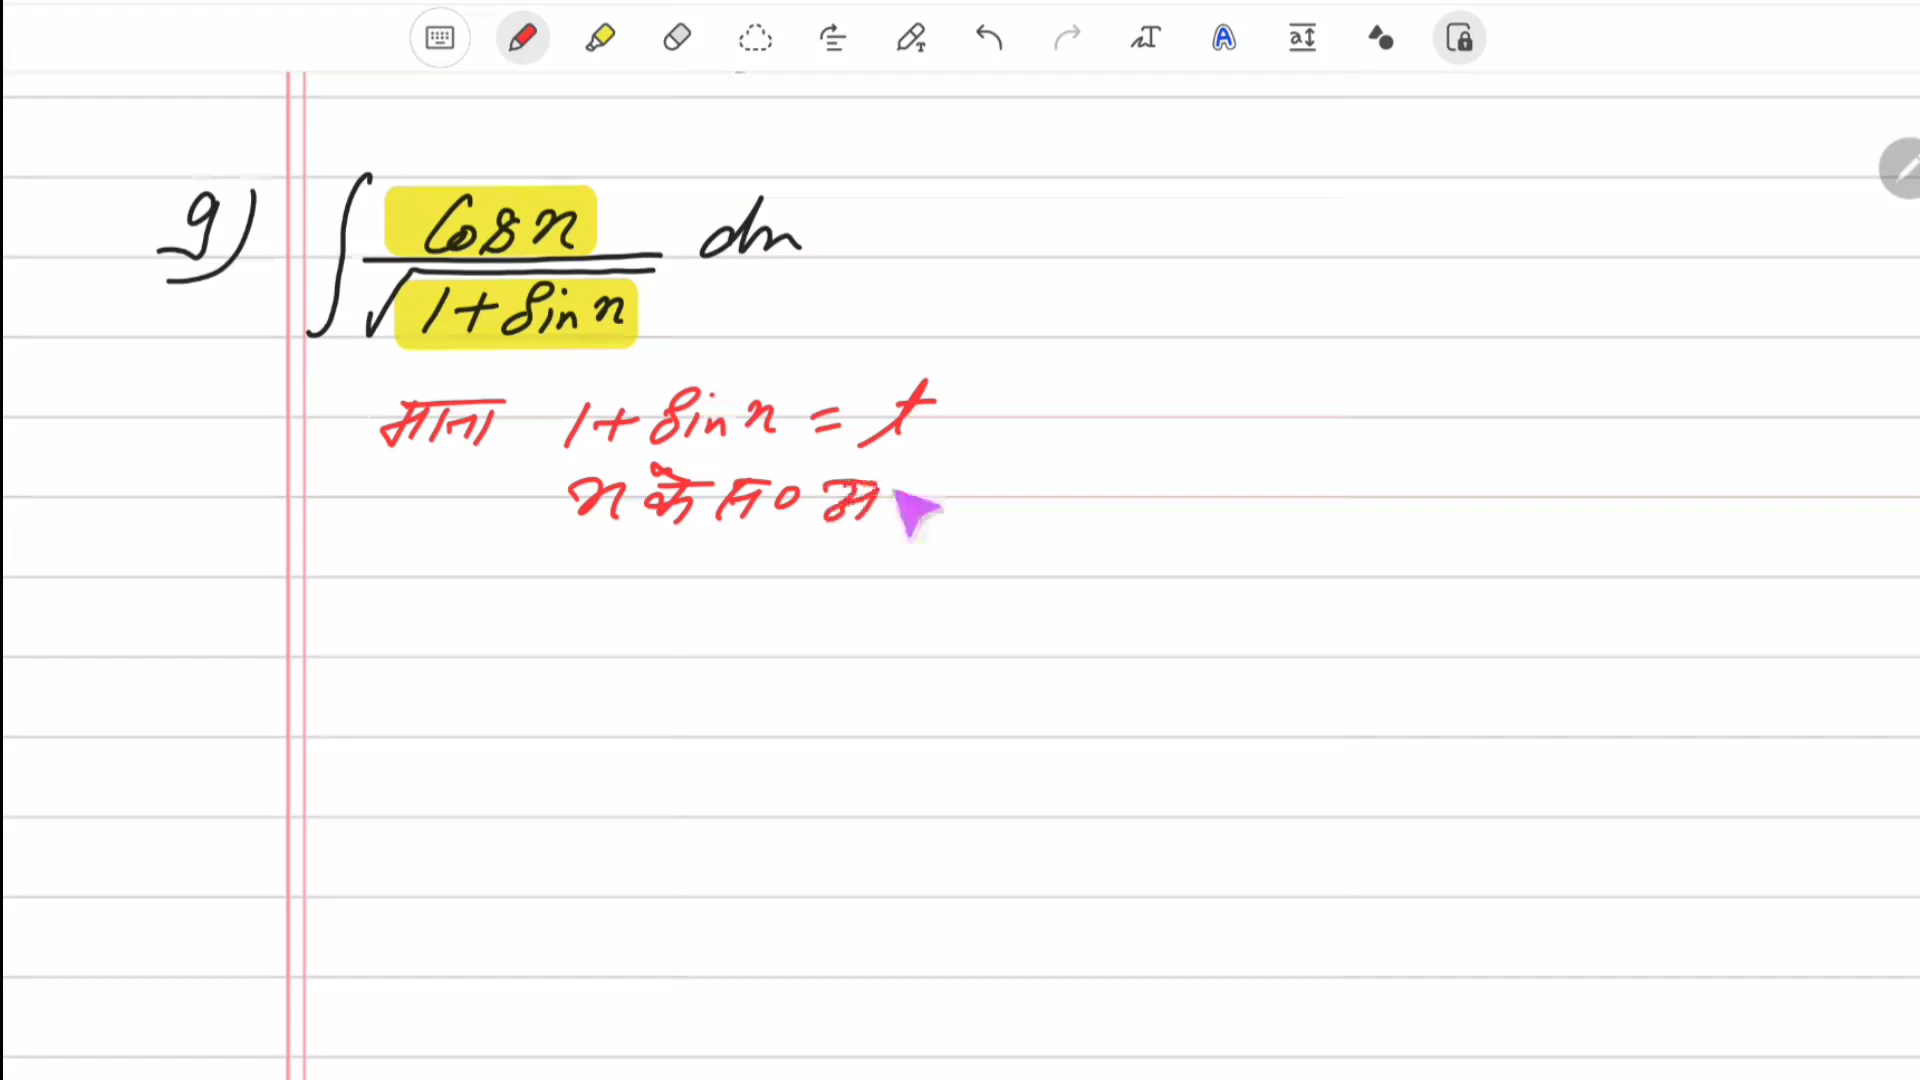 9) ∫ Cos x / √(1 + Sin x) dx
माना 1 + Sin x = t
x के सा० अ